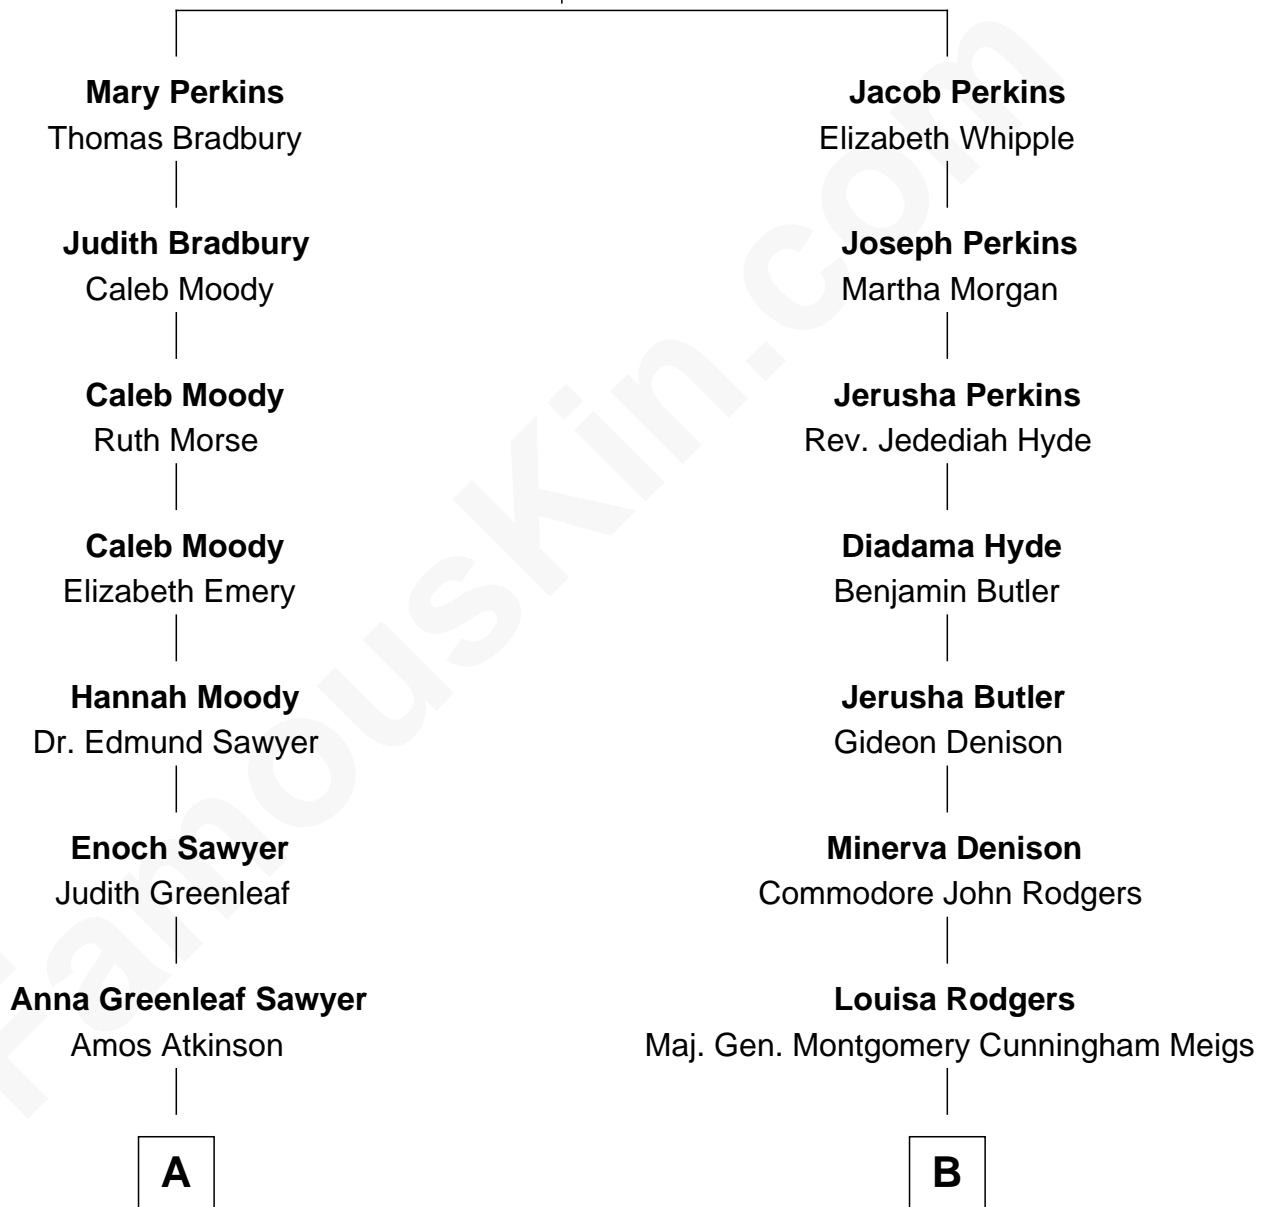 Mary Perkins
Thomas Bradbury
Judith Bradbury
Caleb Moody
Caleb Moody
Ruth Morse
Caleb Moody
Elizabeth Emery
Hannah Moody
Dr. Edmund Sawyer
Enoch Sawyer
Judith Greenleaf
Anna Greenleaf Sawyer
Amos Atkinson
A
Jacob Perkins
Elizabeth Whipple
Joseph Perkins
Martha Morgan
Jerusha Perkins
Rev. Jedediah Hyde
Diadama Hyde
Benjamin Butler
Jerusha Butler
Gideon Denison
Minerva Denison
Commodore John Rodgers
Louisa Rodgers
Maj. Gen. Montgomery Cunningham Meigs
B
FamousKin.com